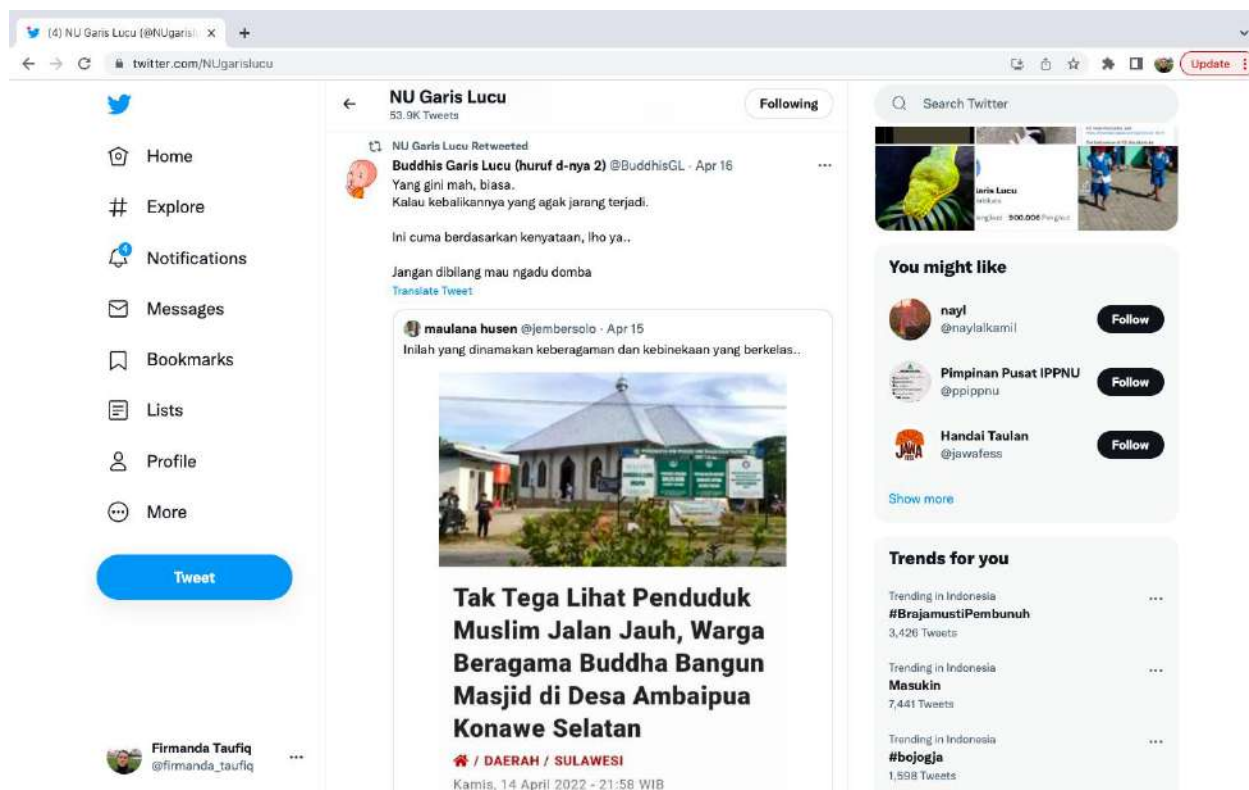 (4) NU Garis Lucu (@NUgarisl
twitter.com/NUgarislucu
Update
Home
Explore
4
Notifications
Messages
Bookmarks
Lists
Profile
More
Tweet
Firmanda Taufiq
@firmanda_taufiq
NU Garis Lucu
53.9K Tweets
Following
NU Garis Lucu Retweeted
Buddhis Garis Lucu (huruf d-nya 2) @BuddhisGL · Apr 16
Yang gini mah, biasa.
Kalau kebalikannya yang agak jarang terjadi.
Ini cuma berdasarkan kenyataan, lho ya..
Jangan dibilang mau ngadu domba
Translate Tweet
maulana husen @jembersolo · Apr 15
Inilah yang dinamakan keberagaman dan kebinekaan yang berkelas..
Tak Tega Lihat Penduduk
Muslim Jalan Jauh, Warga
Beragama Buddha Bangun
Masjid di Desa Ambaipua
Konawe Selatan
/ DAERAH / SULAWESI
Kamis, 14 April 2022 - 21:58 WIB
Search Twitter
aris Lucu
900.006
You might like
nayl
@naylalkamil
Follow
Pimpinan Pusat IPPNU
@ppippnu
Follow
JAWA
Handai Taulan
@jawafess
Follow
Show more
Trends for you
Trending in Indonesia
#BrajamustiPembunuh
3,426 Tweets
Trending in Indonesia
Masukin
7,441 Tweets
Trending in Indonesia
#bojogja
1,598 Tweets